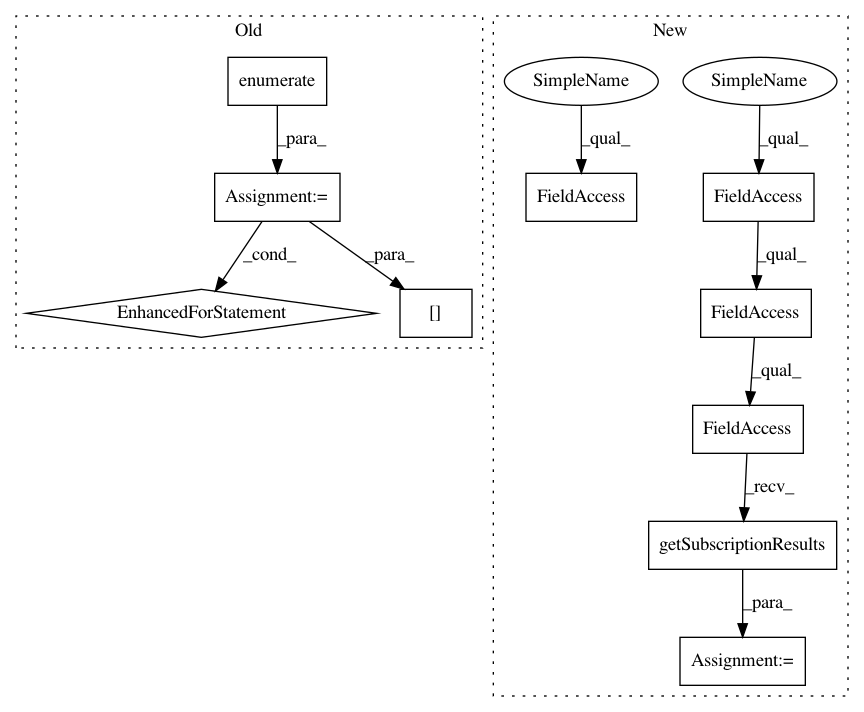 Old
New
enumerate
SimpleName
SimpleName
_para_
_qual_
_qual_
Assignment:=
FieldAccess
FieldAccess
_cond_
_para_
_qual_
EnhancedForStatement
[]
FieldAccess
_qual_
FieldAccess
_recv_
getSubscriptionResults
_para_
Assignment:=